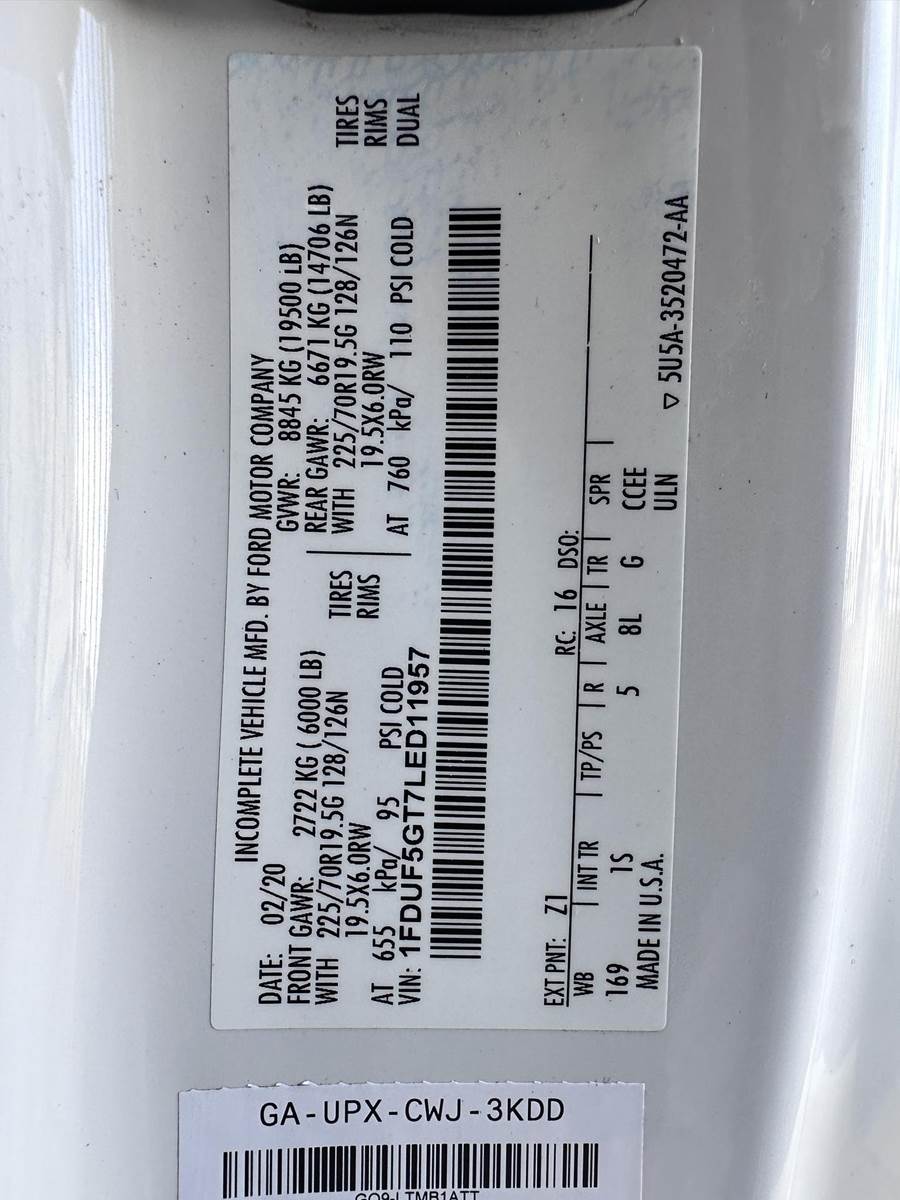 INCOMPLETE VEHICLE MFD. BY FORD MOTOR COMPANY
DATE: 02/20 GVWR: 8845 KG (19500 LB)
FRONT GAWR: 2722 KG ( 6000 LB) REAR GAWR: 6671 KG (14706 LB)
WITH 225/70R19.5G 128/126N TIRES WITH 225/70R19.5G 128/126N TIRES
19.5X6.0RW RIMS 19.5X6.0RW RIMS
AT 655 kPa/ 95 PSI COLD AT 760 kPa/ 110 PSI COLD DUAL
VIN: 1FDUF5GT7LED11957
EXT PNT: Z1 RC: 16 DSO:
WB INT TR TP/PS R AXLE TR SPR
169 1S 5 8L G CCEE
MADE IN U.S.A. ULN
▽ 5U5A-3520472-AA
GA-UPX-CWJ-3KDD